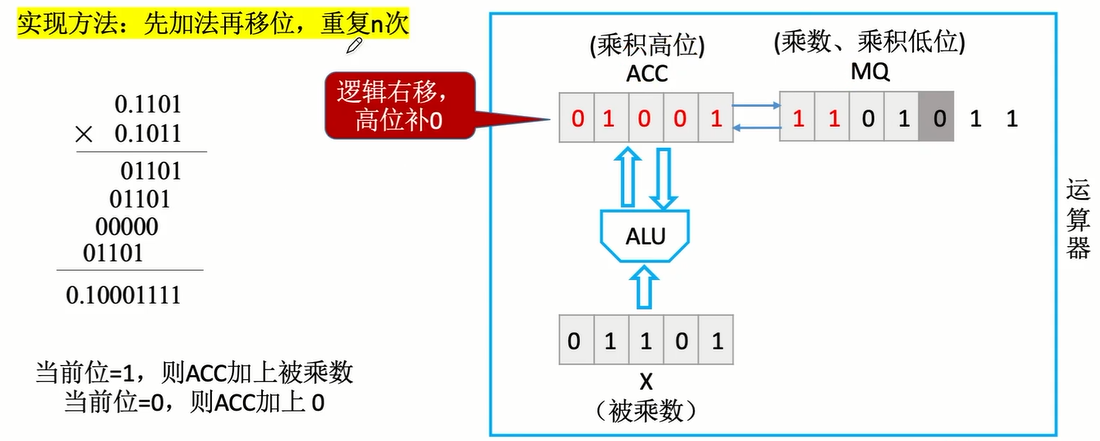 实现方法：先加法再移位，重复n次
(乘积高位)
ACC
(乘数、乘积低位)
MQ
逻辑右移，
高位补0
0 1 0 0 1
1 1 0 1 0 1 1
0.1101
× 0.1011
01101
01101
00000
01101
0.10001111
ALU
运算器
0 1 1 0 1
X
（被乘数）
当前位=1，则ACC加上被乘数
当前位=0，则ACC加上 0